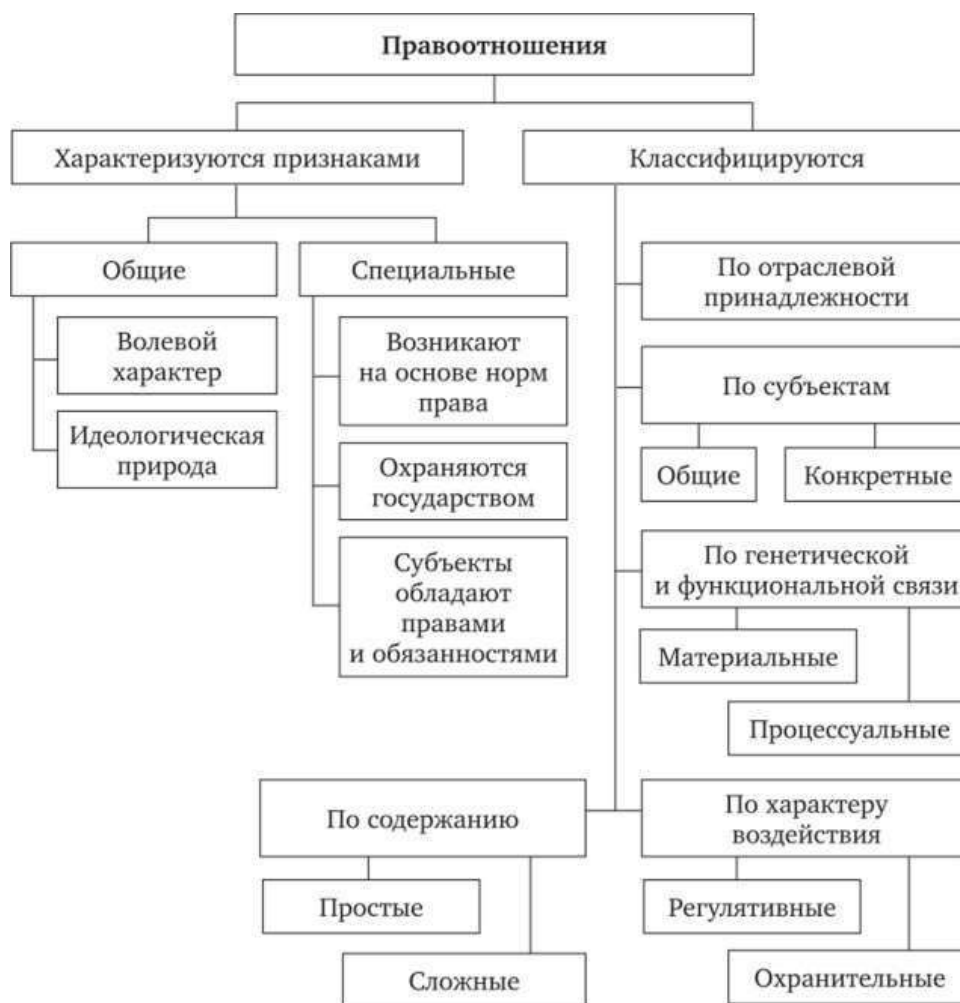 Правоотношения
Характеризуются признаками
Классифицируются
Общие
Специальные
Волевой
характер
Идеологическая
природа
Возникают
на основе норм
права
Охраняются
государством
Субъекты
обладают
правами
и обязанностями
По отраслевой
принадлежности
По субъектам
Общие
Конкретные
По генетической
и функциональной связи
Материальные
Процессуальные
По содержанию
Простые
Сложные
По характеру
воздействия
Регулятивные
Охранительные